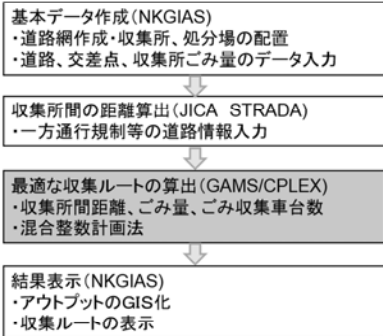 基本データ作成(NKGIAS)
・道路網作成・収集所、処分場の配置
・道路、交差点、収集所ごみ量のデータ入力
収集所間の距離算出(JICA STRADA)
・一方通行規制等の道路情報入力
最適な収集ルートの算出(GAMS/CPLEX)
・収集所間距離、ごみ量、ごみ収集車台数
・混合整数計画法
結果表示(NKGIAS)
・アウトプットのGIS化
・収集ルートの表示